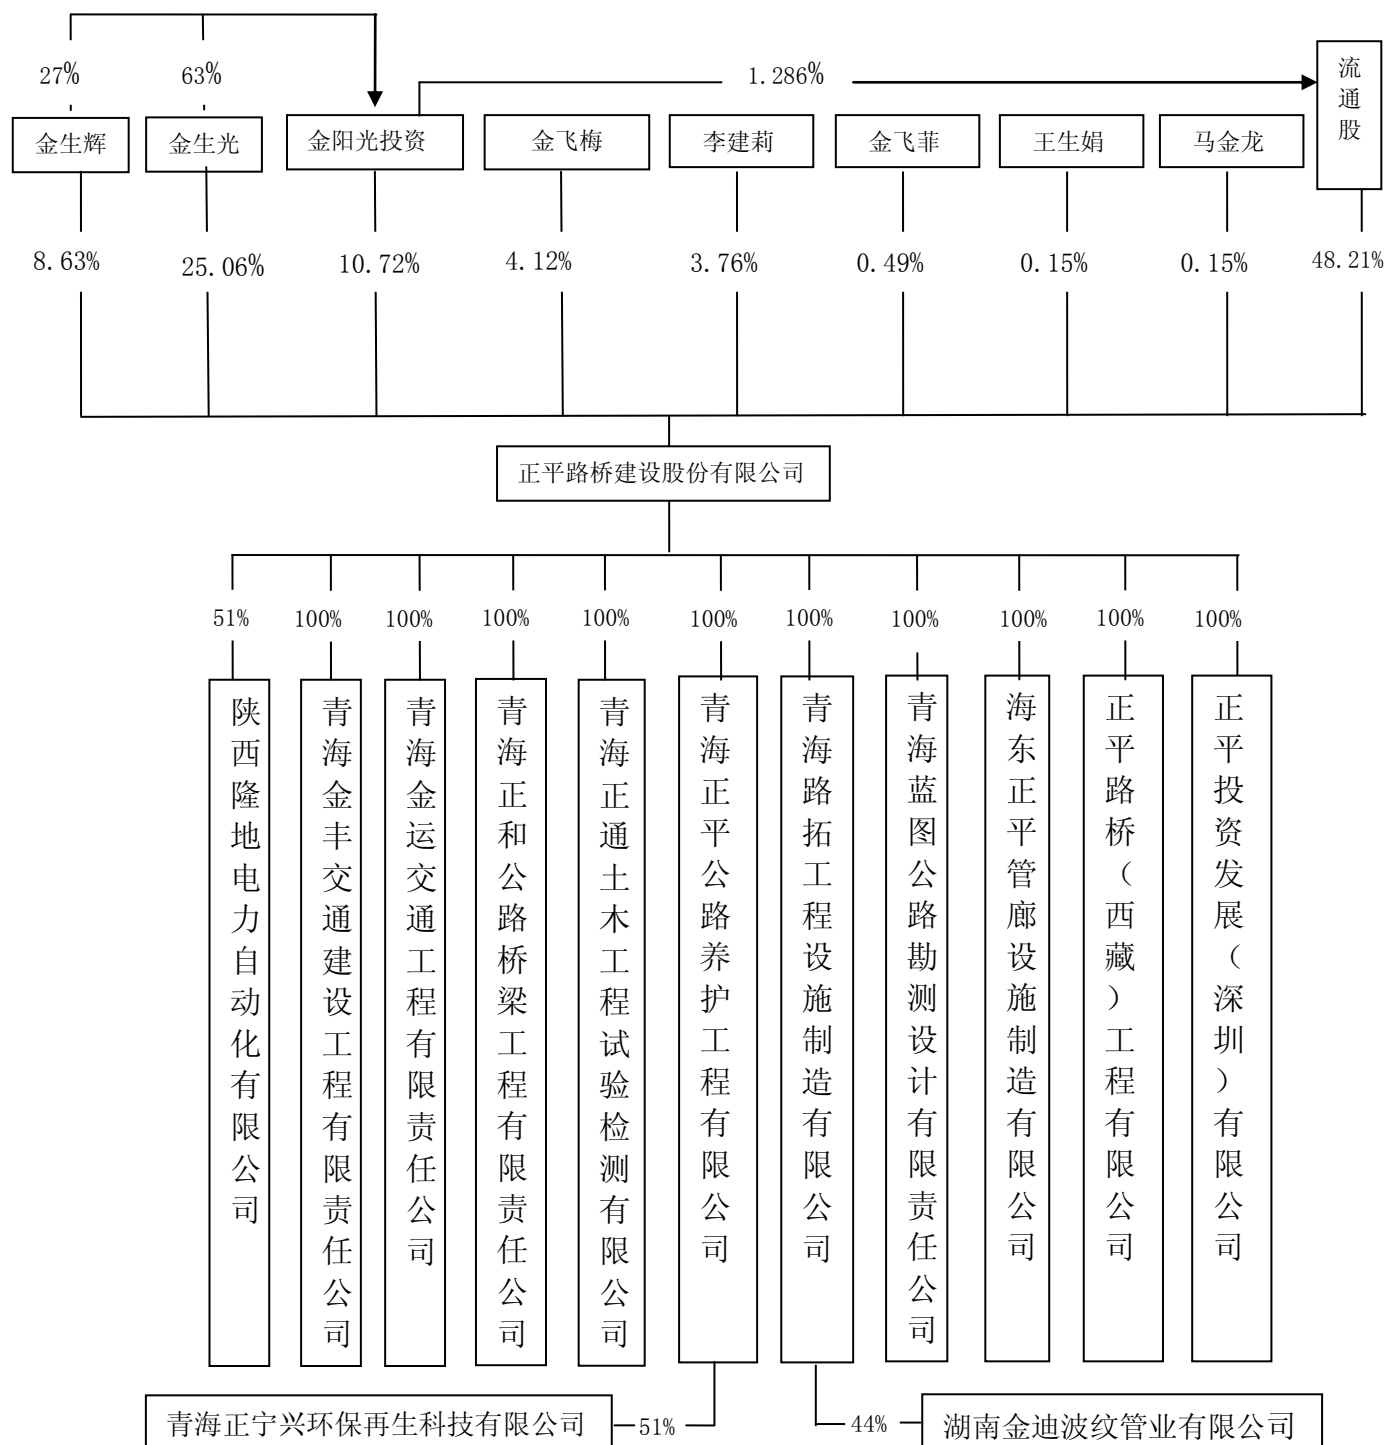 27%
63%
1.286%
流通股
金生辉
金生光
金阳光投资
金飞梅
李建莉
金飞菲
王生娟
马金龙
8.63%
25.06%
10.72%
4.12%
3.76%
0.49%
0.15%
0.15%
48.21%
正平路桥建设股份有限公司
51%
100%
100%
100%
100%
100%
100%
100%
100%
100%
100%
陕西隆地电力自动化有限公司
青海金丰交通建设工程有限责任公司
青海金运交通工程有限责任公司
青海正和公路桥梁工程有限责任公司
青海正通土木工程试验检测有限公司
青海正平公路养护工程有限公司
青海路拓工程设施制造有限公司
青海蓝图公路勘测设计有限责任公司
海东正平管廊设施制造有限公司
正平路桥（西藏）工程有限公司
正平投资发展（深圳）有限公司
青海正宁兴环保再生科技有限公司
51%
44%
湖南金迪波纹管业有限公司